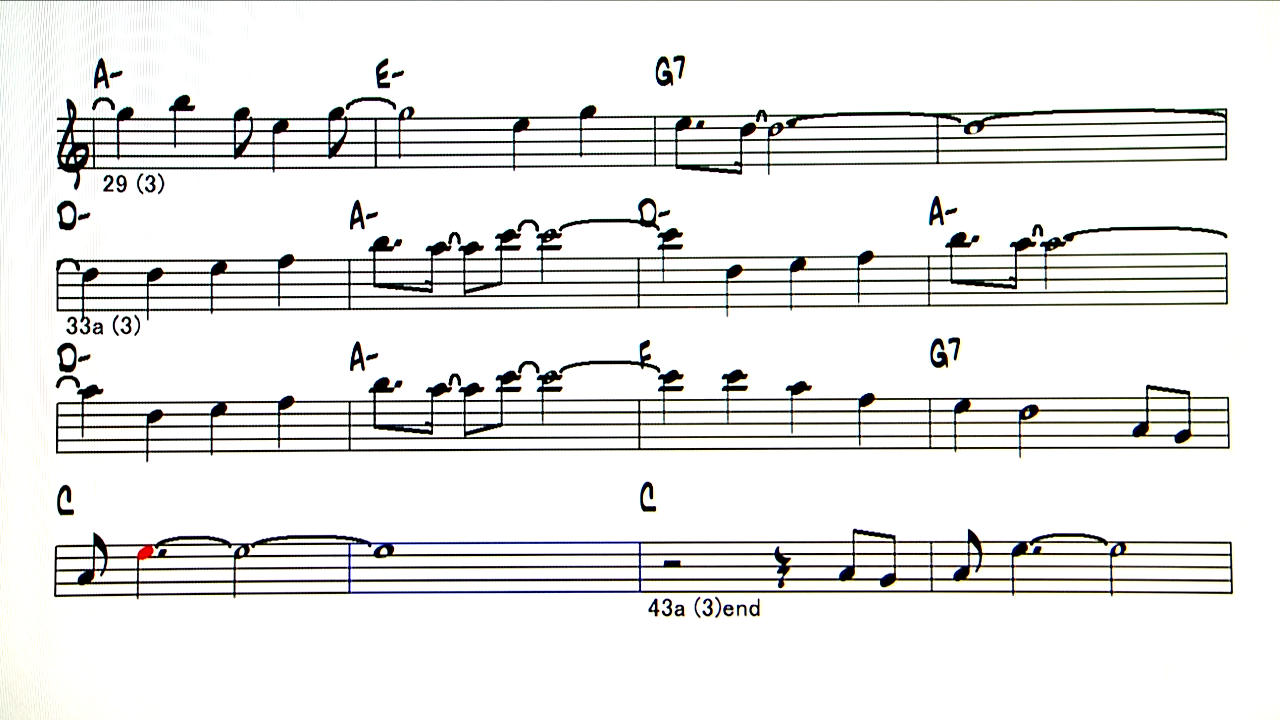 A- E- G7
29 (3)
D- A- D- A-
33a (3)
D- A- F G7
C C
43a (3)end